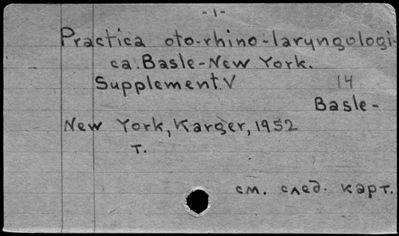 -1-
Practica oto-rhino-laryngologi-
ca. Basle-New York.
Supplement. V 14
Basle-
New York, Karger, 1952
т.
см. след. карт.